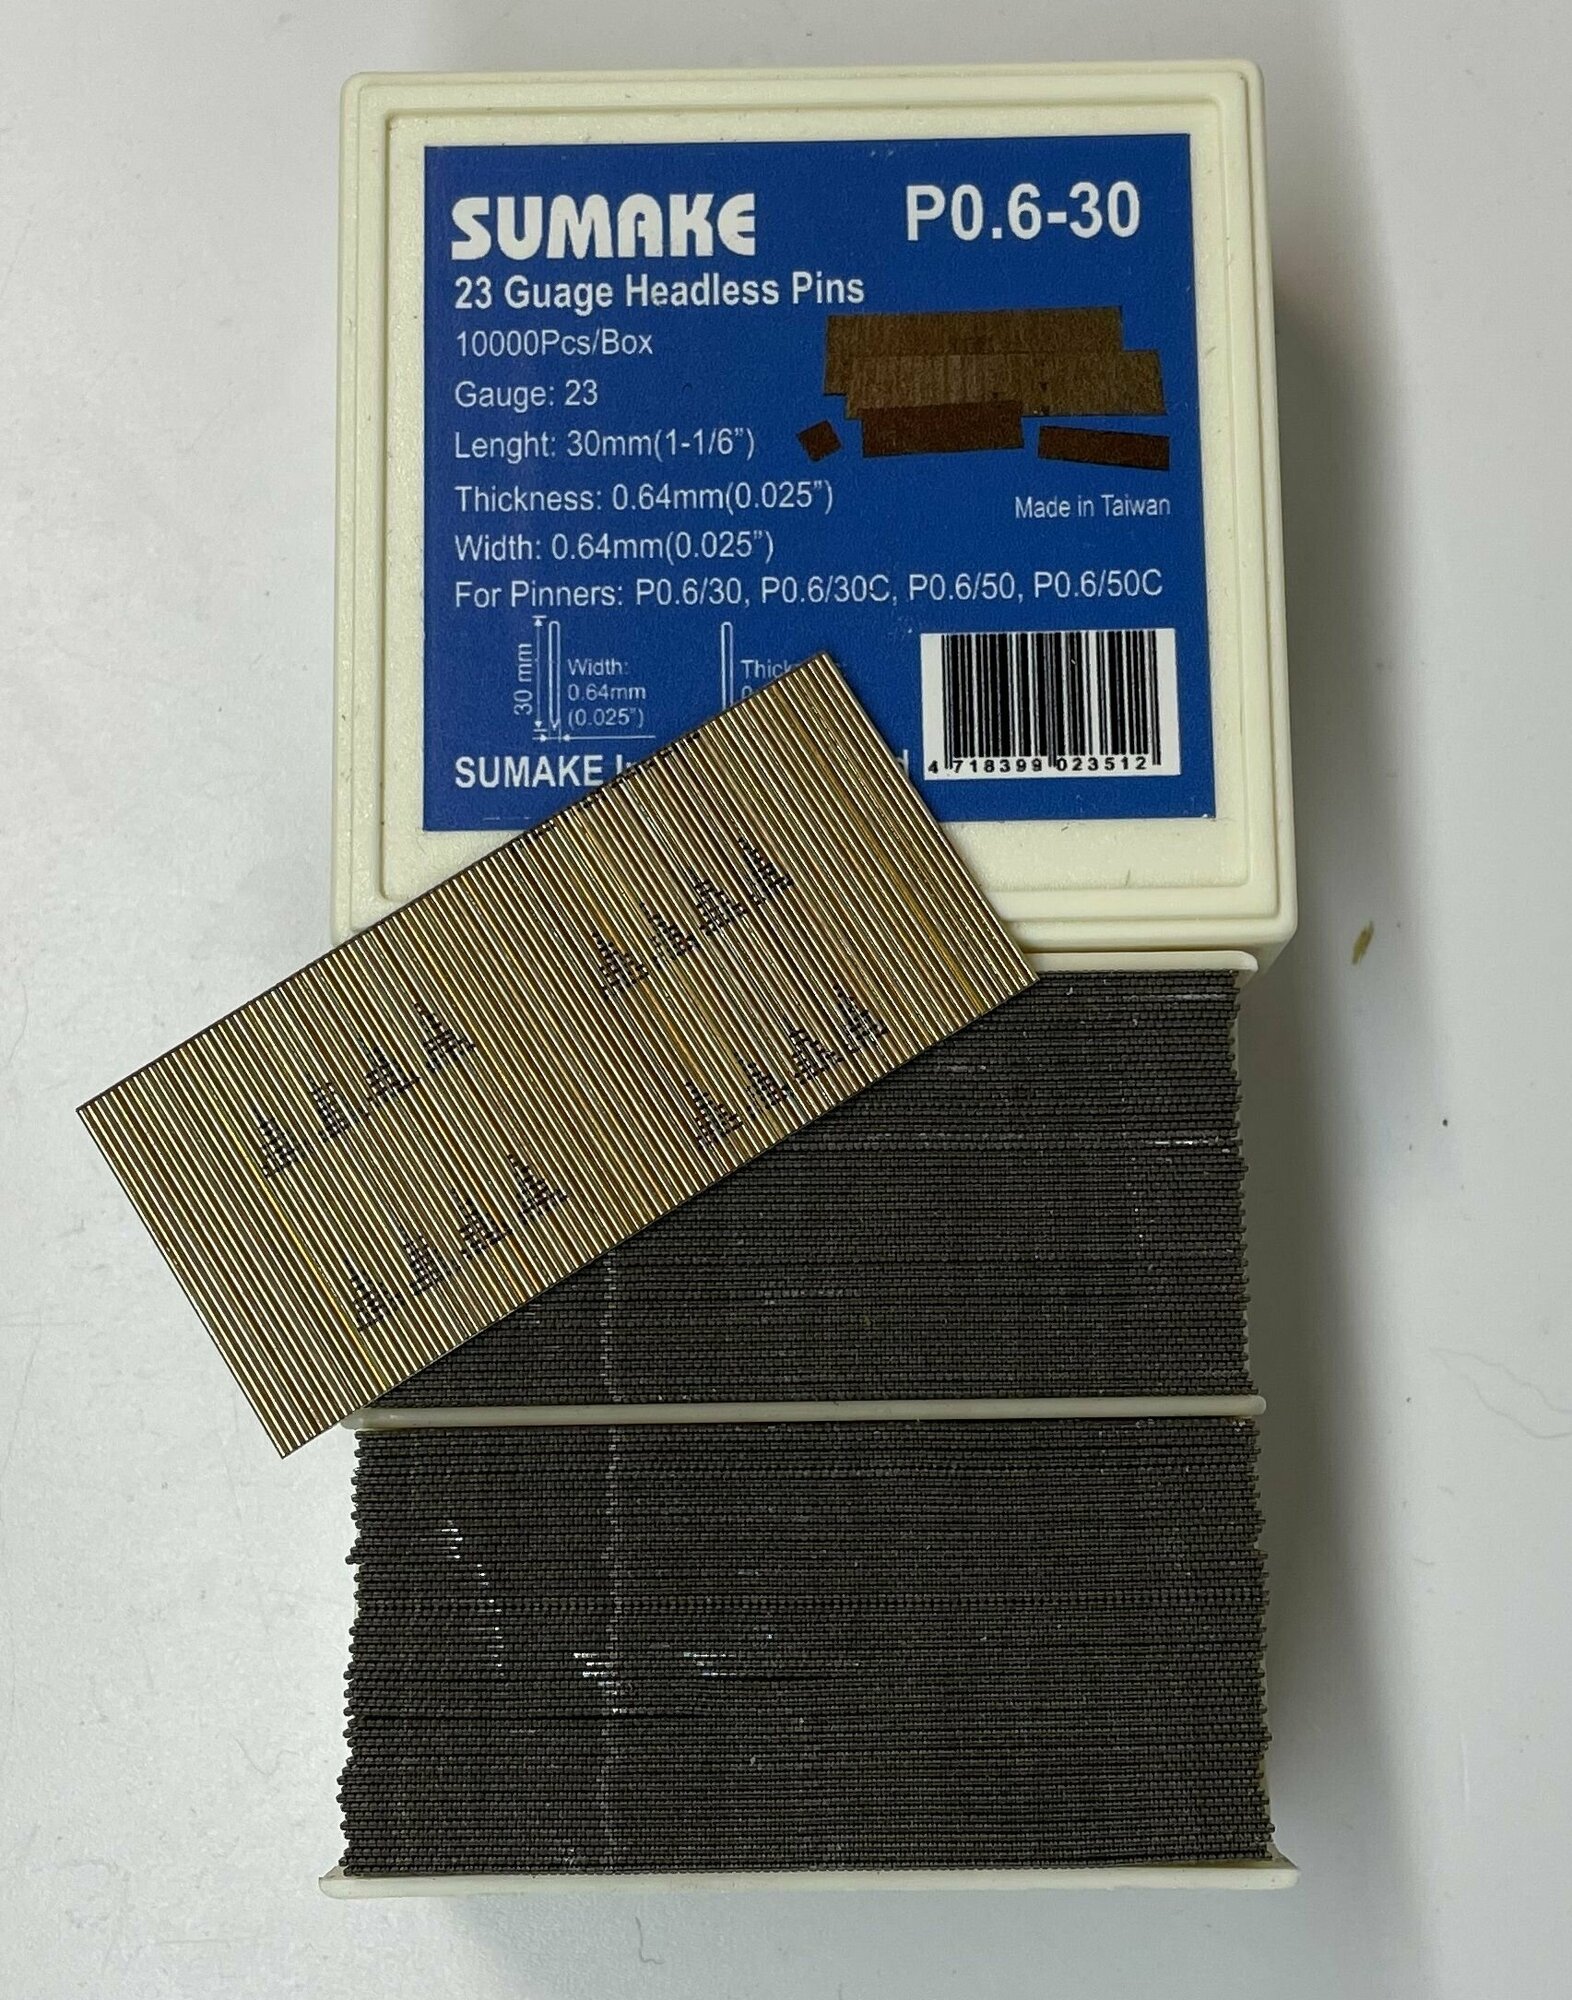 SUMAKE P0.6-30
23 Guage Headless Pins
10000Pcs/Box
Gauge: 23
Lenght: 30mm(1-1/6”)
Thickness: 0.64mm(0.025”)
Made in Taiwan
Width: 0.64mm(0.025”)
For Pinners: P0.6/30, P0.6/30C, P0.6/50, P0.6/50C
30 mm
Width:
0.64mm
(0.025”)
SUMAKE
4 718399 023512